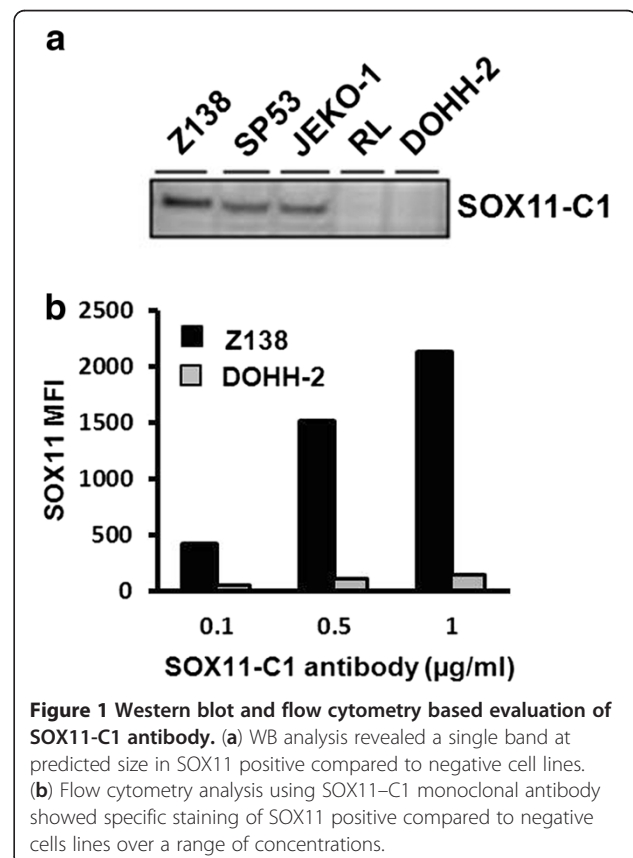 a
Z138 SP53 JEKO-1 RL DOHH-2
SOX11-C1
b
2500
2000
1500
1000
500
0
SOX11 MFI
Z138
DOHH-2
0.1 0.5 1
SOX11-C1 antibody (µg/ml)
Figure 1 Western blot and flow cytometry based evaluation of
SOX11-C1 antibody. (a) WB analysis revealed a single band at
predicted size in SOX11 positive compared to negative cell lines.
(b) Flow cytometry analysis using SOX11–C1 monoclonal antibody
showed specific staining of SOX11 positive compared to negative
cells lines over a range of concentrations.